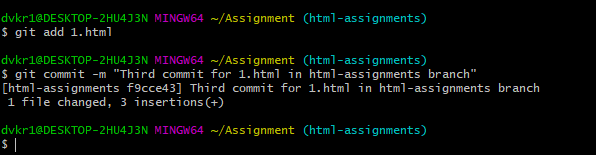 dvkr1@DESKTOP-2HU4J3N MINGW64 ~/Assignment (html-assignments)
$ git add 1.html
dvkr1@DESKTOP-2HU4J3N MINGW64 ~/Assignment (html-assignments)
$ git commit -m "Third commit for 1.html in html-assignments branch"
[html-assignments f9cce43] Third commit for 1.html in html-assignments branch
 1 file changed, 3 insertions(+)
dvkr1@DESKTOP-2HU4J3N MINGW64 ~/Assignment (html-assignments)
$